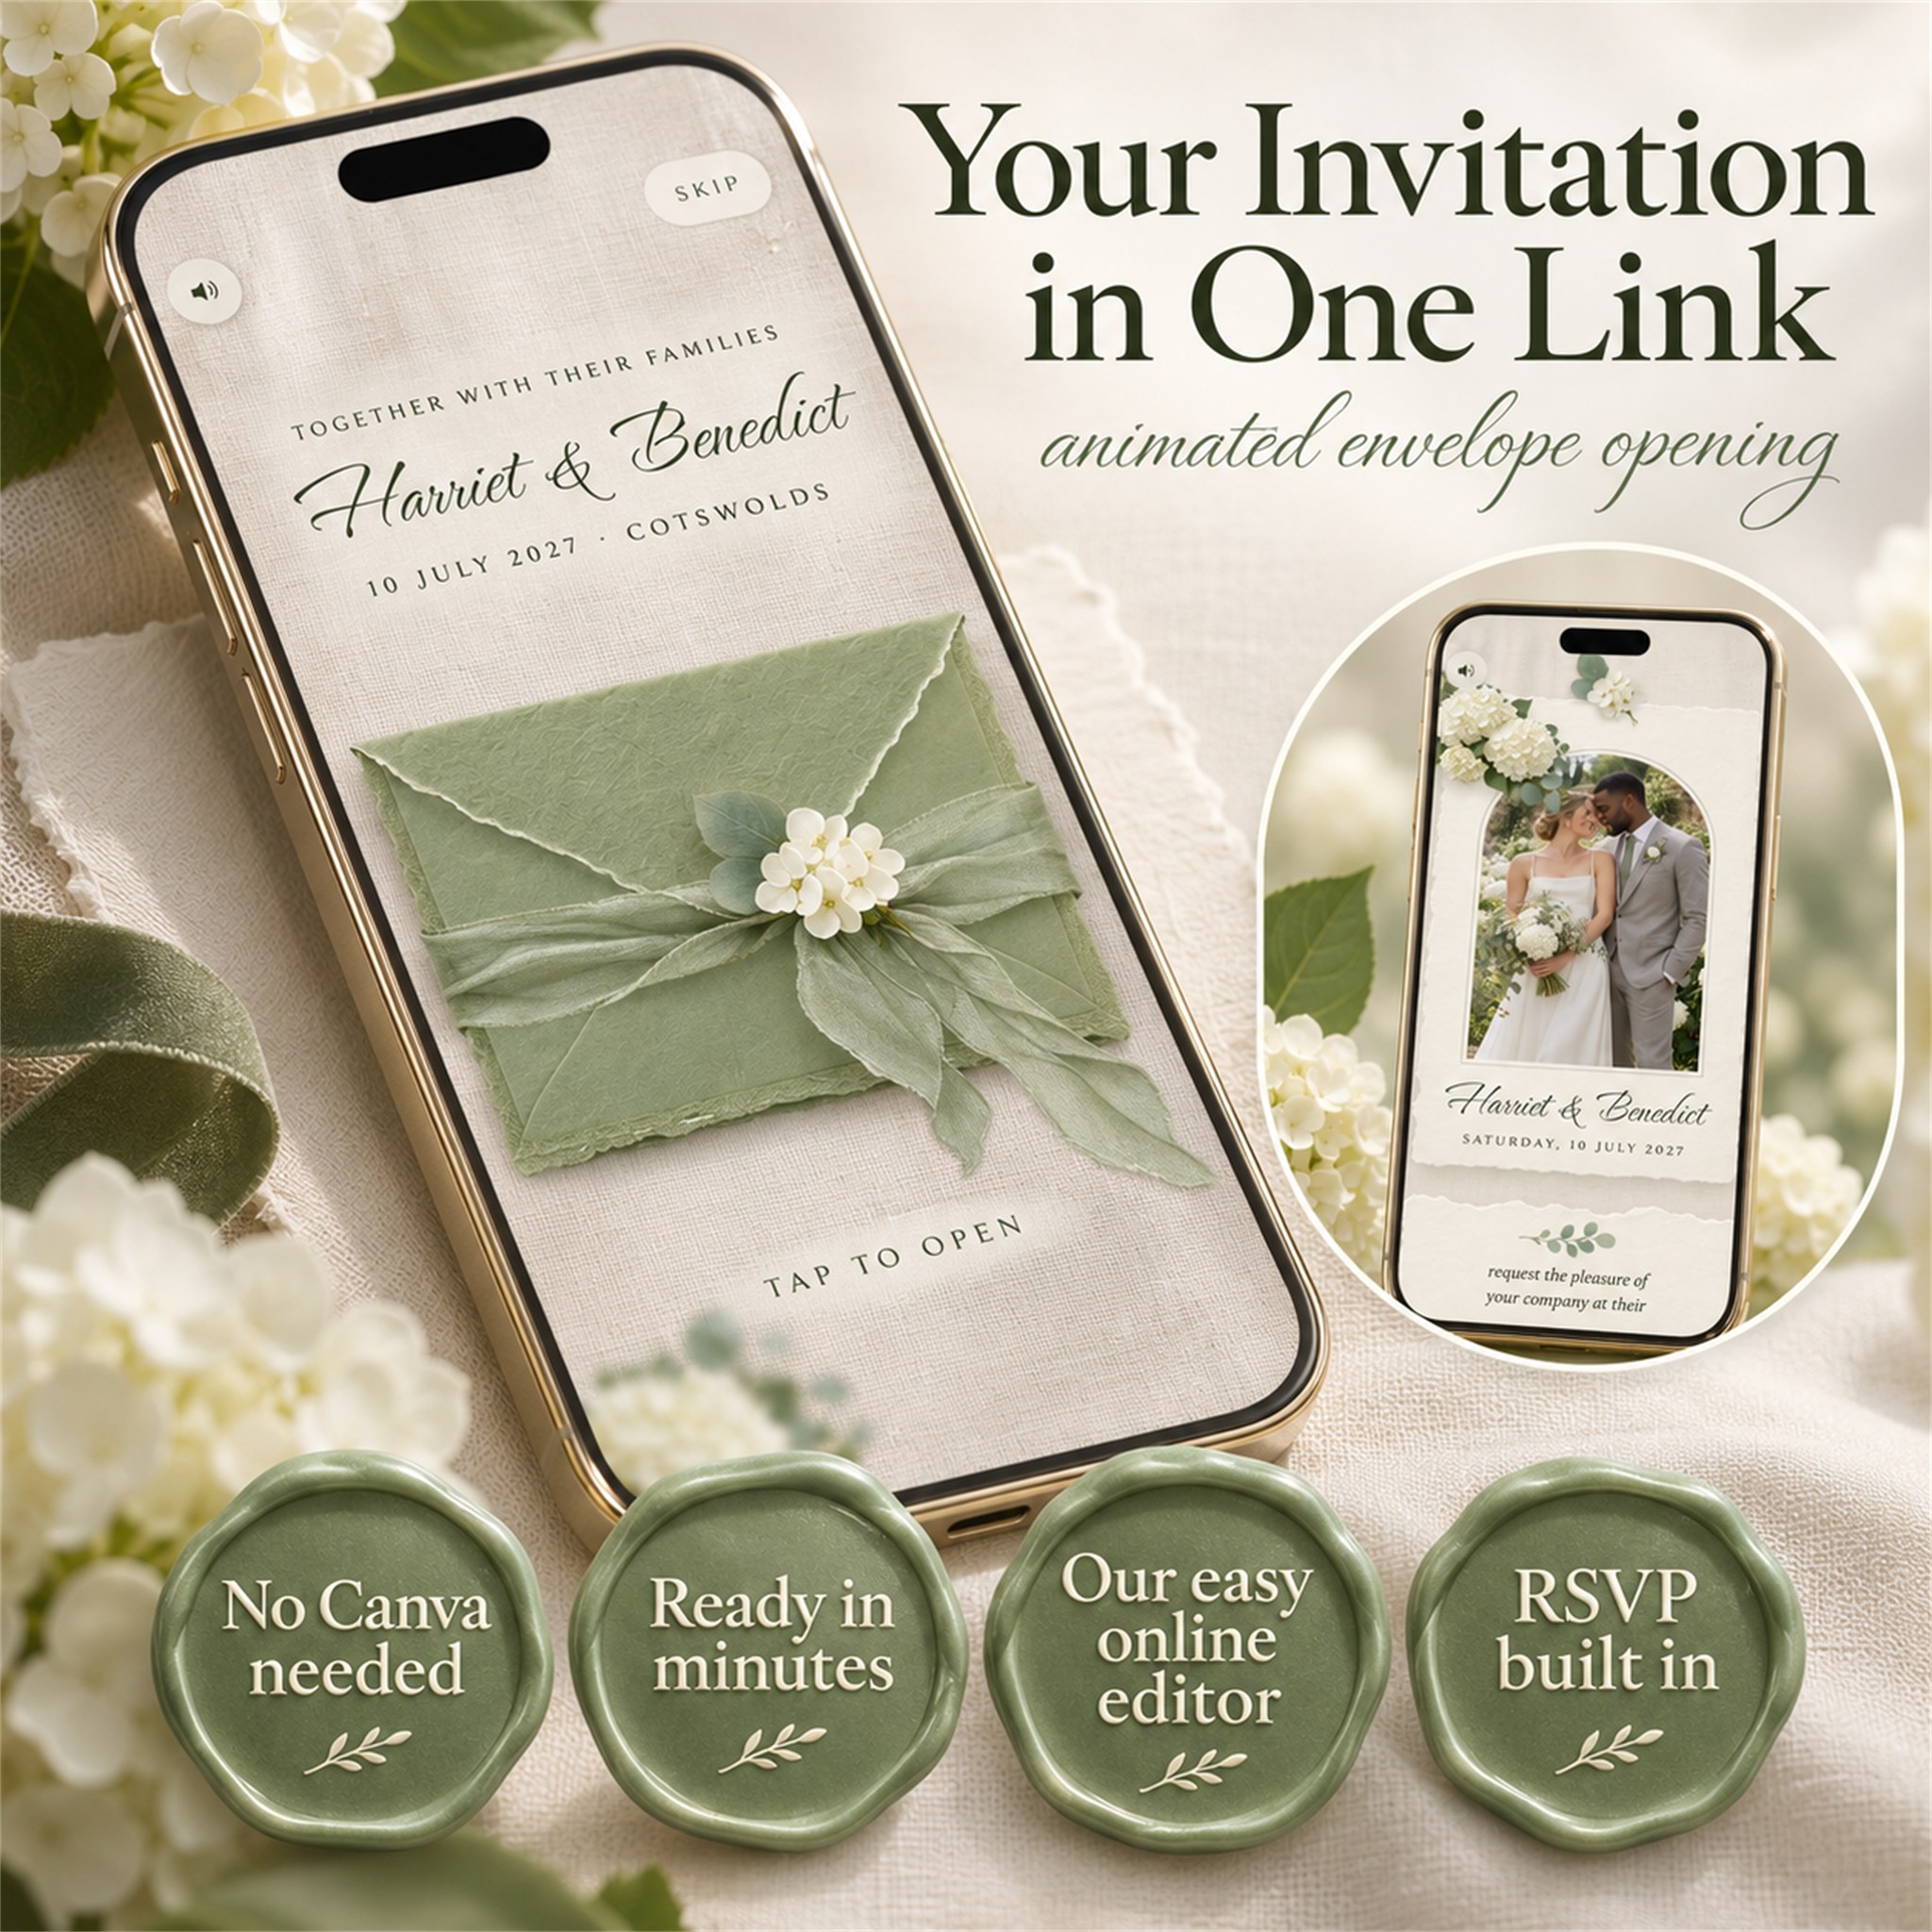 Your Invitation
in One Link
animated envelope opening
SKIP
TOGETHER WITH THEIR FAMILIES
Harriet & Benedict
10 JULY 2027 · COTSWOLDS
TAP TO OPEN
Harriet & Benedict
SATURDAY, 10 JULY 2027
request the pleasure of
your company at their
No Canva
needed
Ready in
minutes
Our easy
online
editor
RSVP
built in